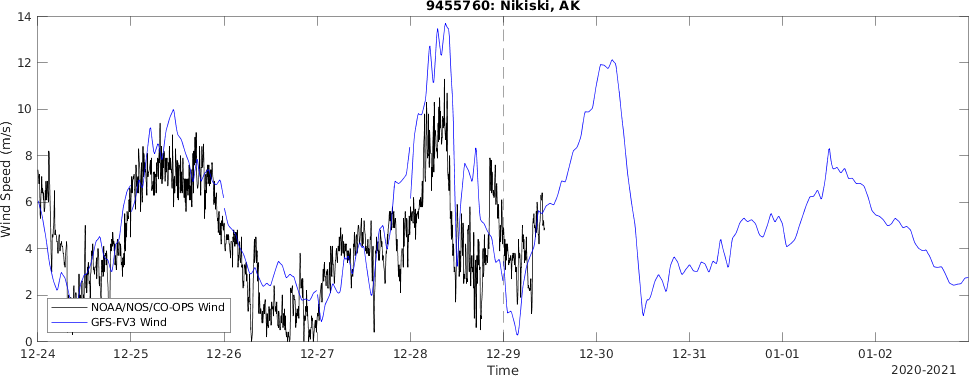 9455760: Nikiski, AK
14
12
10
8
6
4
2
0
Wind Speed (m/s)
NOAA/NOS/CO-OPS Wind
GFS-FV3 Wind
12-24 12-25 12-26 12-27 12-28 12-29 12-30 12-31 01-01 01-02
Time
2020-2021